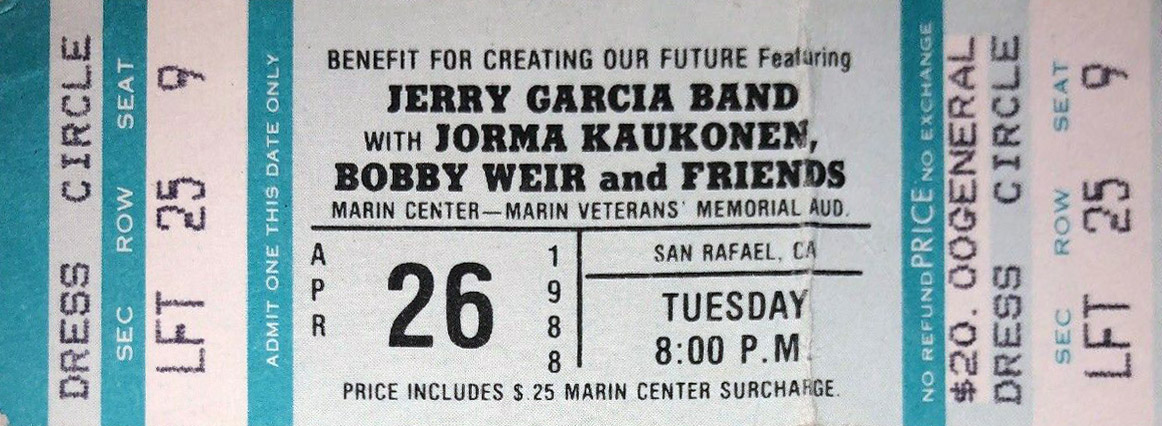 DRESS CIRCLE
SEC ROW SEAT
LFT 25 9
ADMIT ONE THIS DATE ONLY
BENEFIT FOR CREATING OUR FUTURE Featuring
JERRY GARCIA BAND
WITH JORMA KAUKONEN,
BOBBY WEIR and FRIENDS
MARIN CENTER—MARIN VETERANS' MEMORIAL AUD.
APR 26 1988
SAN RAFAEL, CA
TUESDAY
8:00 P.M.
PRICE INCLUDES $.25 MARIN CENTER SURCHARGE.
NO REFUND PRICE NO EXCHANGE
$20.00GENERAL
DRESS CIRCLE
SEC ROW SEAT
LFT 25 9